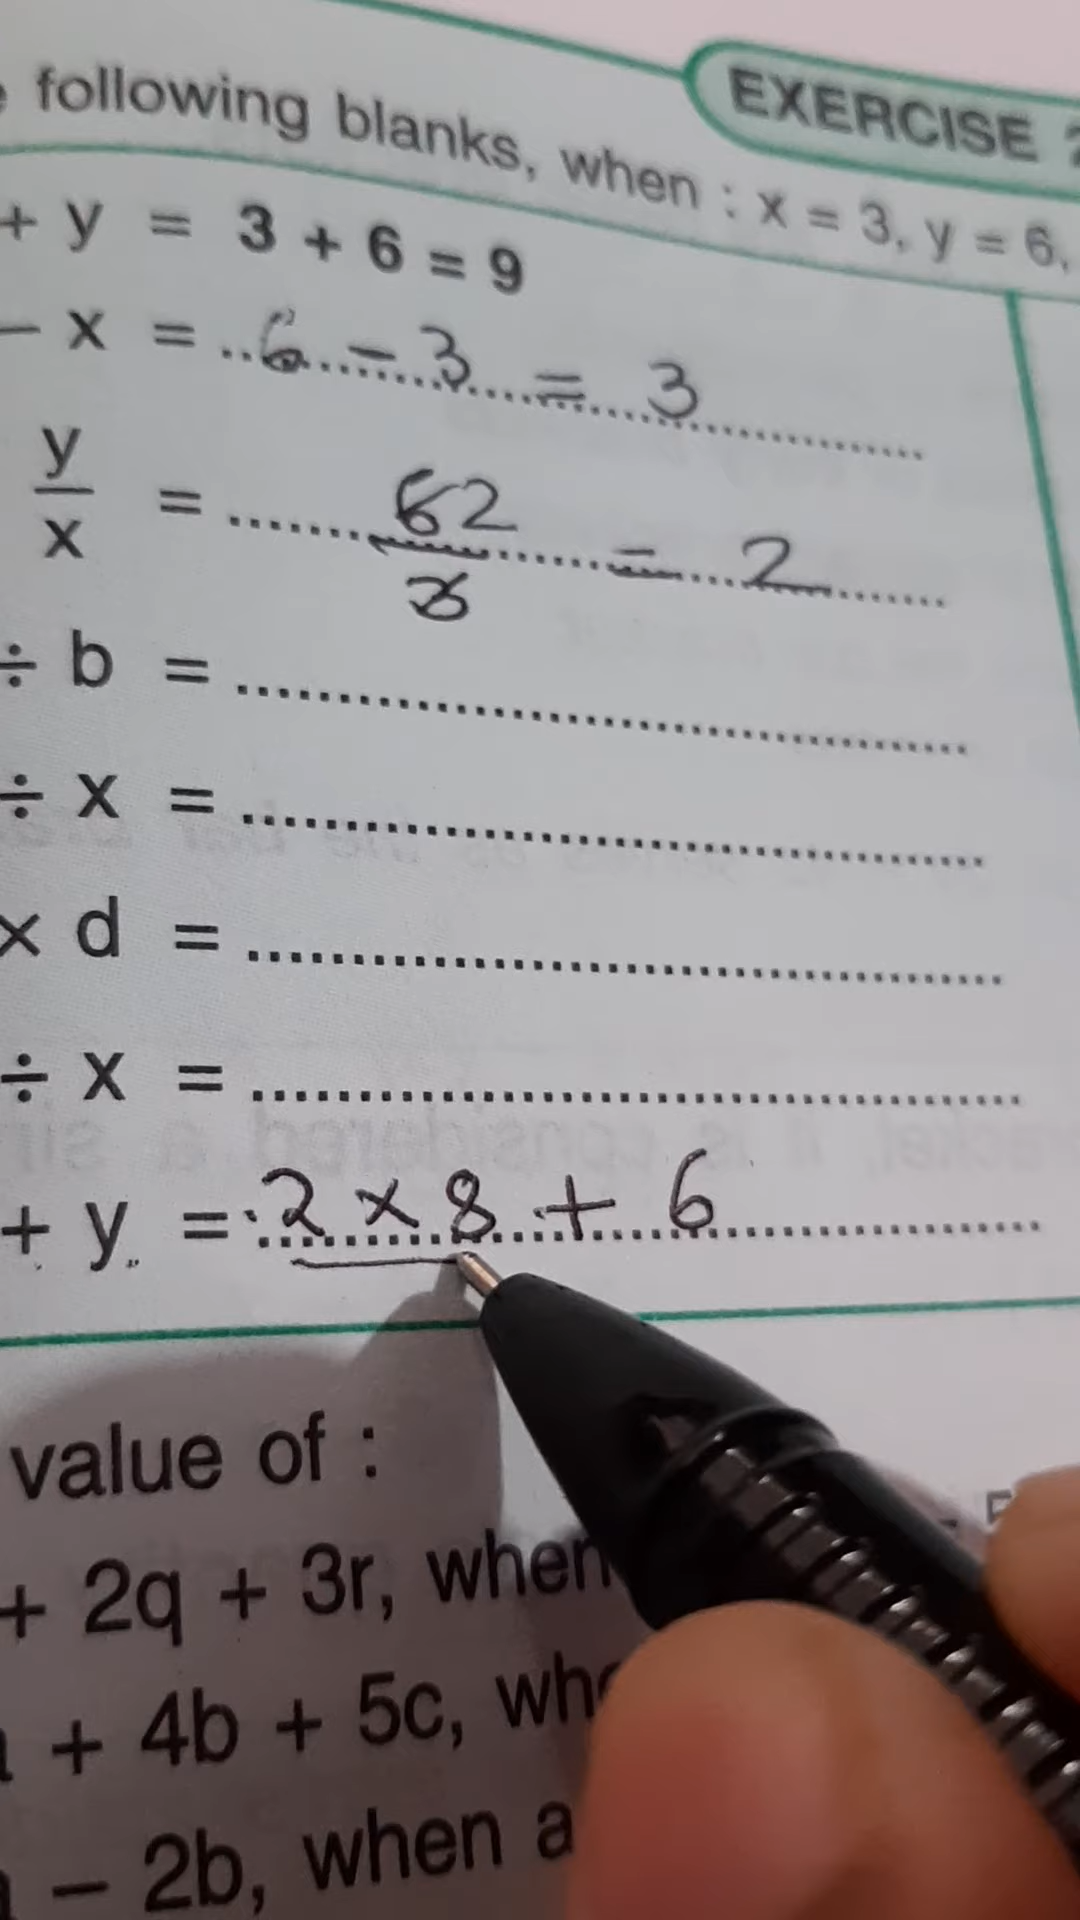 EXERCISE
following blanks, when : x = 3, y = 6,
+ y = 3 + 6 = 9
− x = 6 − 3 = 3
y/x = 62/3 = 2
÷ b =
÷ x =
× d =
÷ x =
+ y = 2 × 8 + 6
value of :
+ 2q + 3r, when
+ 4b + 5c,
− 2b, when a